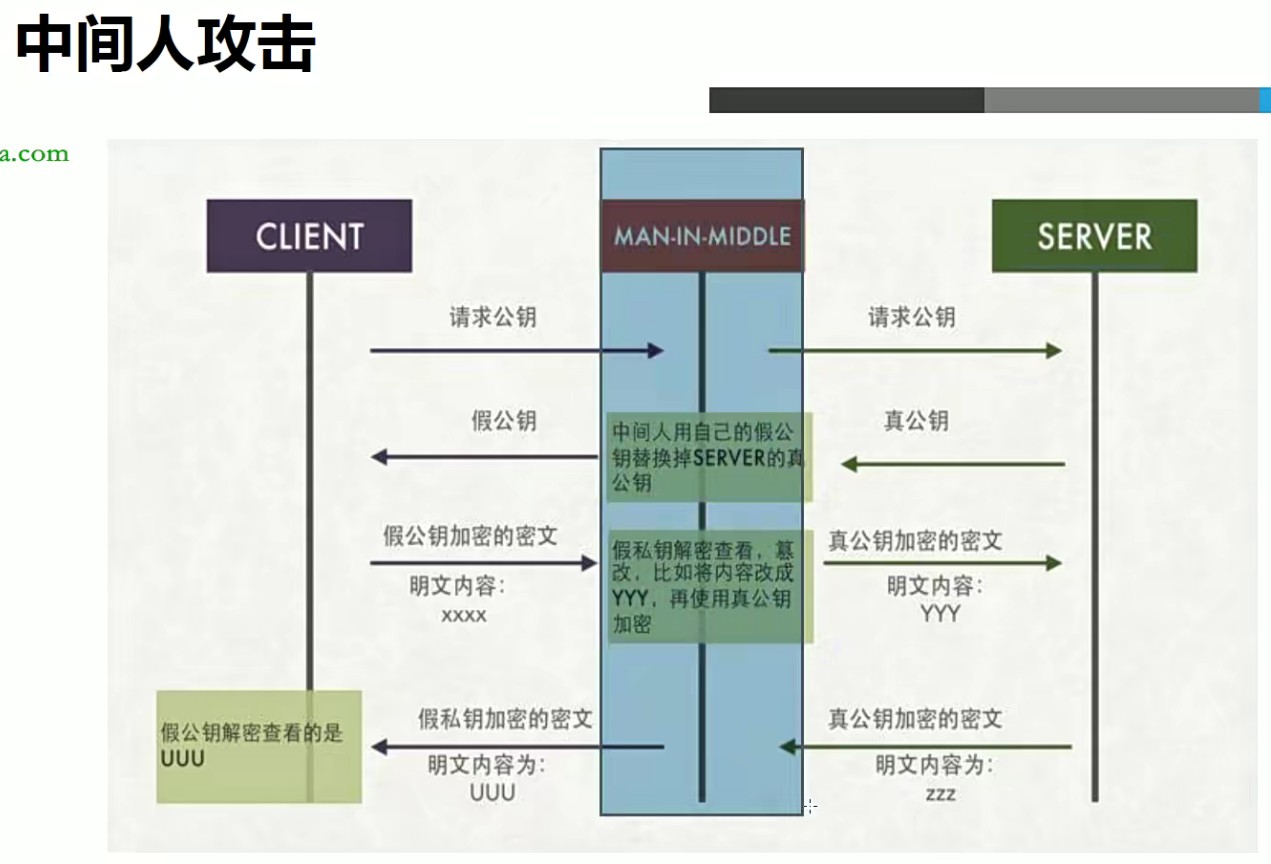 中间人攻击
a.com
CLIENT
MAN-IN-MIDDLE
SERVER
请求公钥
请求公钥
假公钥
真公钥
中间人用自己的假公
钥替换掉SERVER的真
公钥
假公钥加密的密文
明文内容:
xxxx
假私钥解密查看，篡
改，比如将内容改成
YYY，再使用真公钥
加密
真公钥加密的密文
明文内容:
YYY
假公钥解密查看的是
UUU
假私钥加密的密文
明文内容为:
UUU
真公钥加密的密文
明文内容为:
zzz